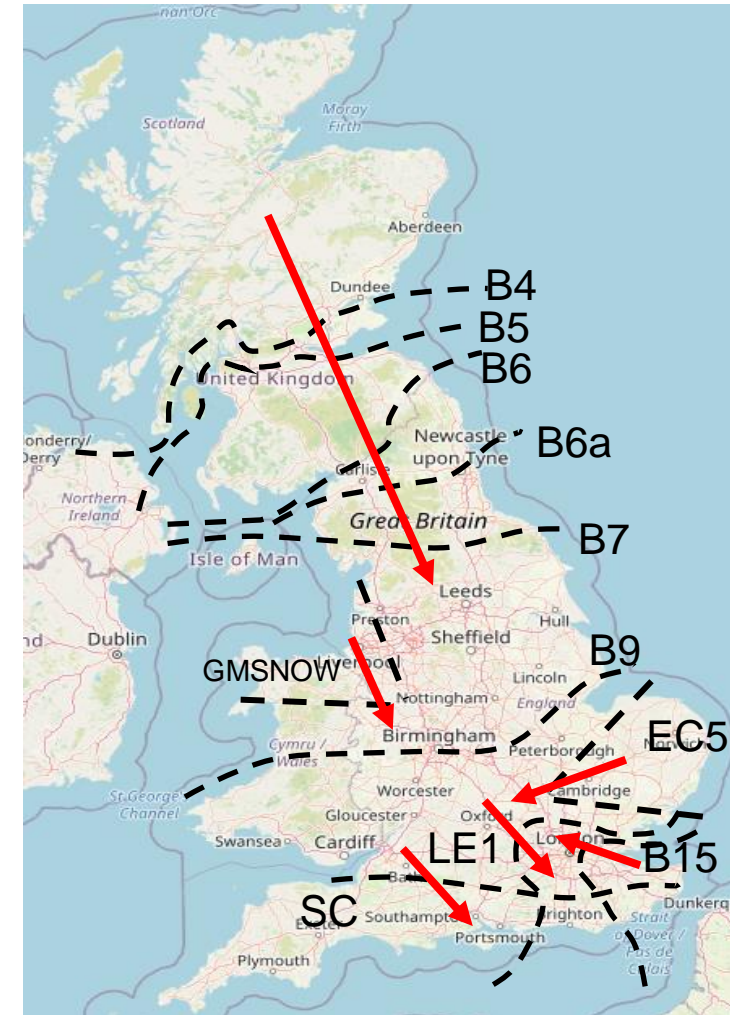 nan Orc
Moray
Firth
Scotland
Aberdeen
Dundee
B4
B5
United Kingdom
B6
onderry/
Derry
Newcastle
upon Tyne
B6a
Carlisle
Northern
Ireland
Great Britain
B7
Isle of Man
Leeds
Preston
Hull
nd
Dublin
Sheffield
GMSNOW
Liverpool
B9
Lincoln
Nottingham
England
Birmingham
Cymru /
Wales
Peterborough
Norwich
EC5
St George's
Channel
Worcester
Cambridge
Gloucester
Oxford
Swansea
Cardiff
LE1
London
B15
Bath
SC
Exeter
Southampton
Brighton
Portsmouth
Dunkerq
Strait
of Dover /
Pas de
Calais
Plymouth